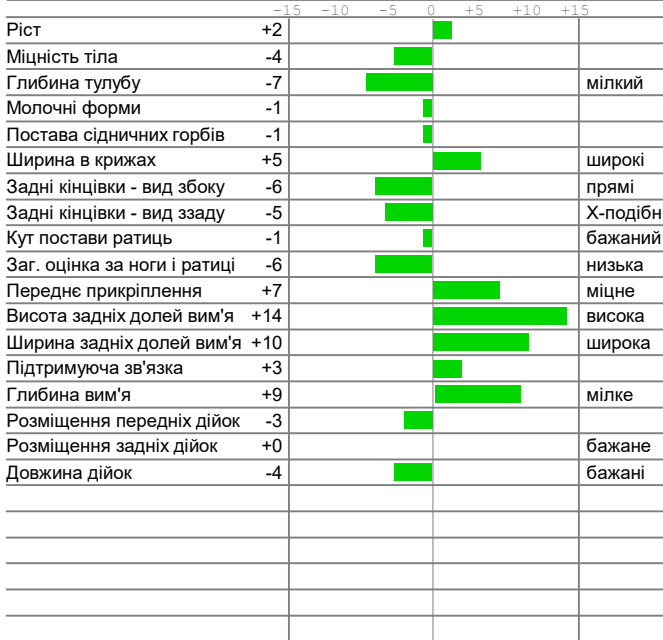 -15 -10 -5 0 +5 +10 +15
Ріст +2
Міцність тіла -4
Глибина тулубу -7 мілкий
Молочні форми -1
Постава сідничних горбів -1
Ширина в крижах +5 широкі
Задні кінцівки - вид збоку -6 прямі
Задні кінцівки - вид ззаду -5 Х-подібн
Кут постави ратиць -1 бажаний
Заг. оцінка за ноги і ратиці -6 низька
Переднє прикріплення +7 міцне
Висота задніх долей вим'я +14 висока
Ширина задніх долей вим'я +10 широка
Підтримуюча зв'язка +3
Глибина вим'я +9 мілке
Розміщення передніх дійок -3
Розміщення задніх дійок +0 бажане
Довжина дійок -4 бажані